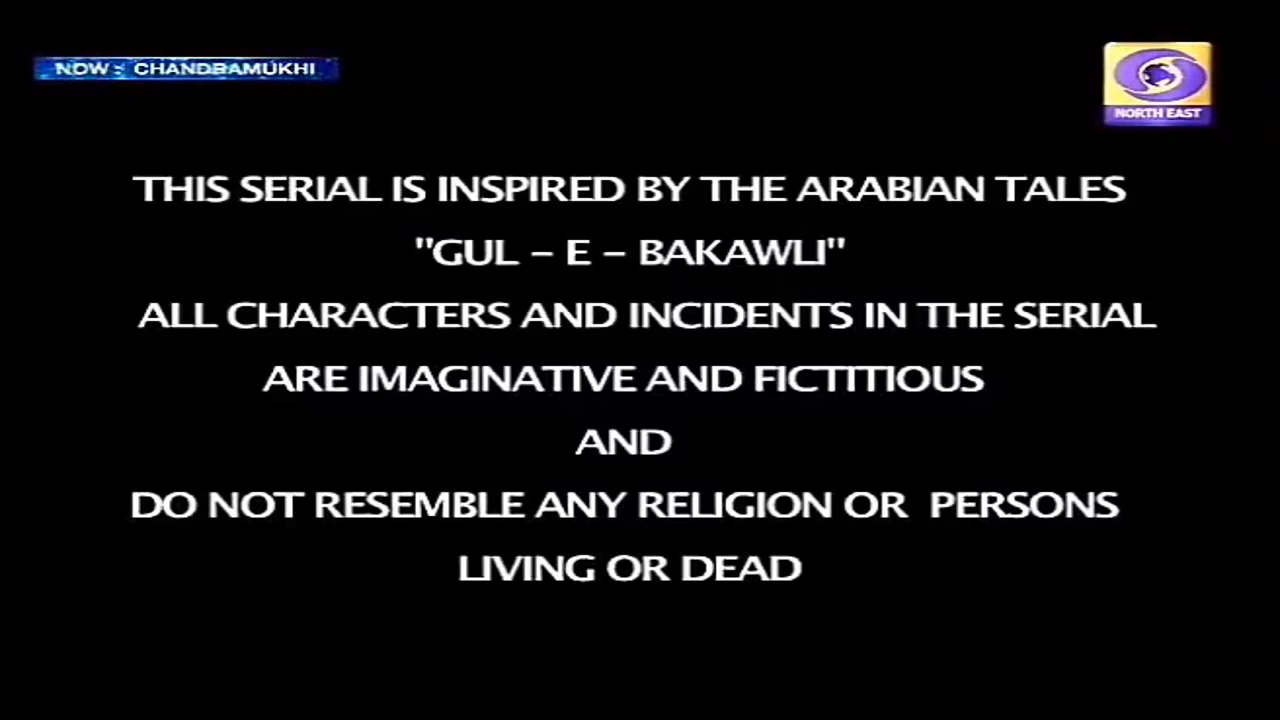 NOW : CHANDRAMUKHI
NORTH EAST
THIS SERIAL IS INSPIRED BY THE ARABIAN TALES
"GUL – E – BAKAWLI"
ALL CHARACTERS AND INCIDENTS IN THE SERIAL
ARE IMAGINATIVE AND FICTITIOUS
AND
DO NOT RESEMBLE ANY RELIGION OR PERSONS
LIVING OR DEAD